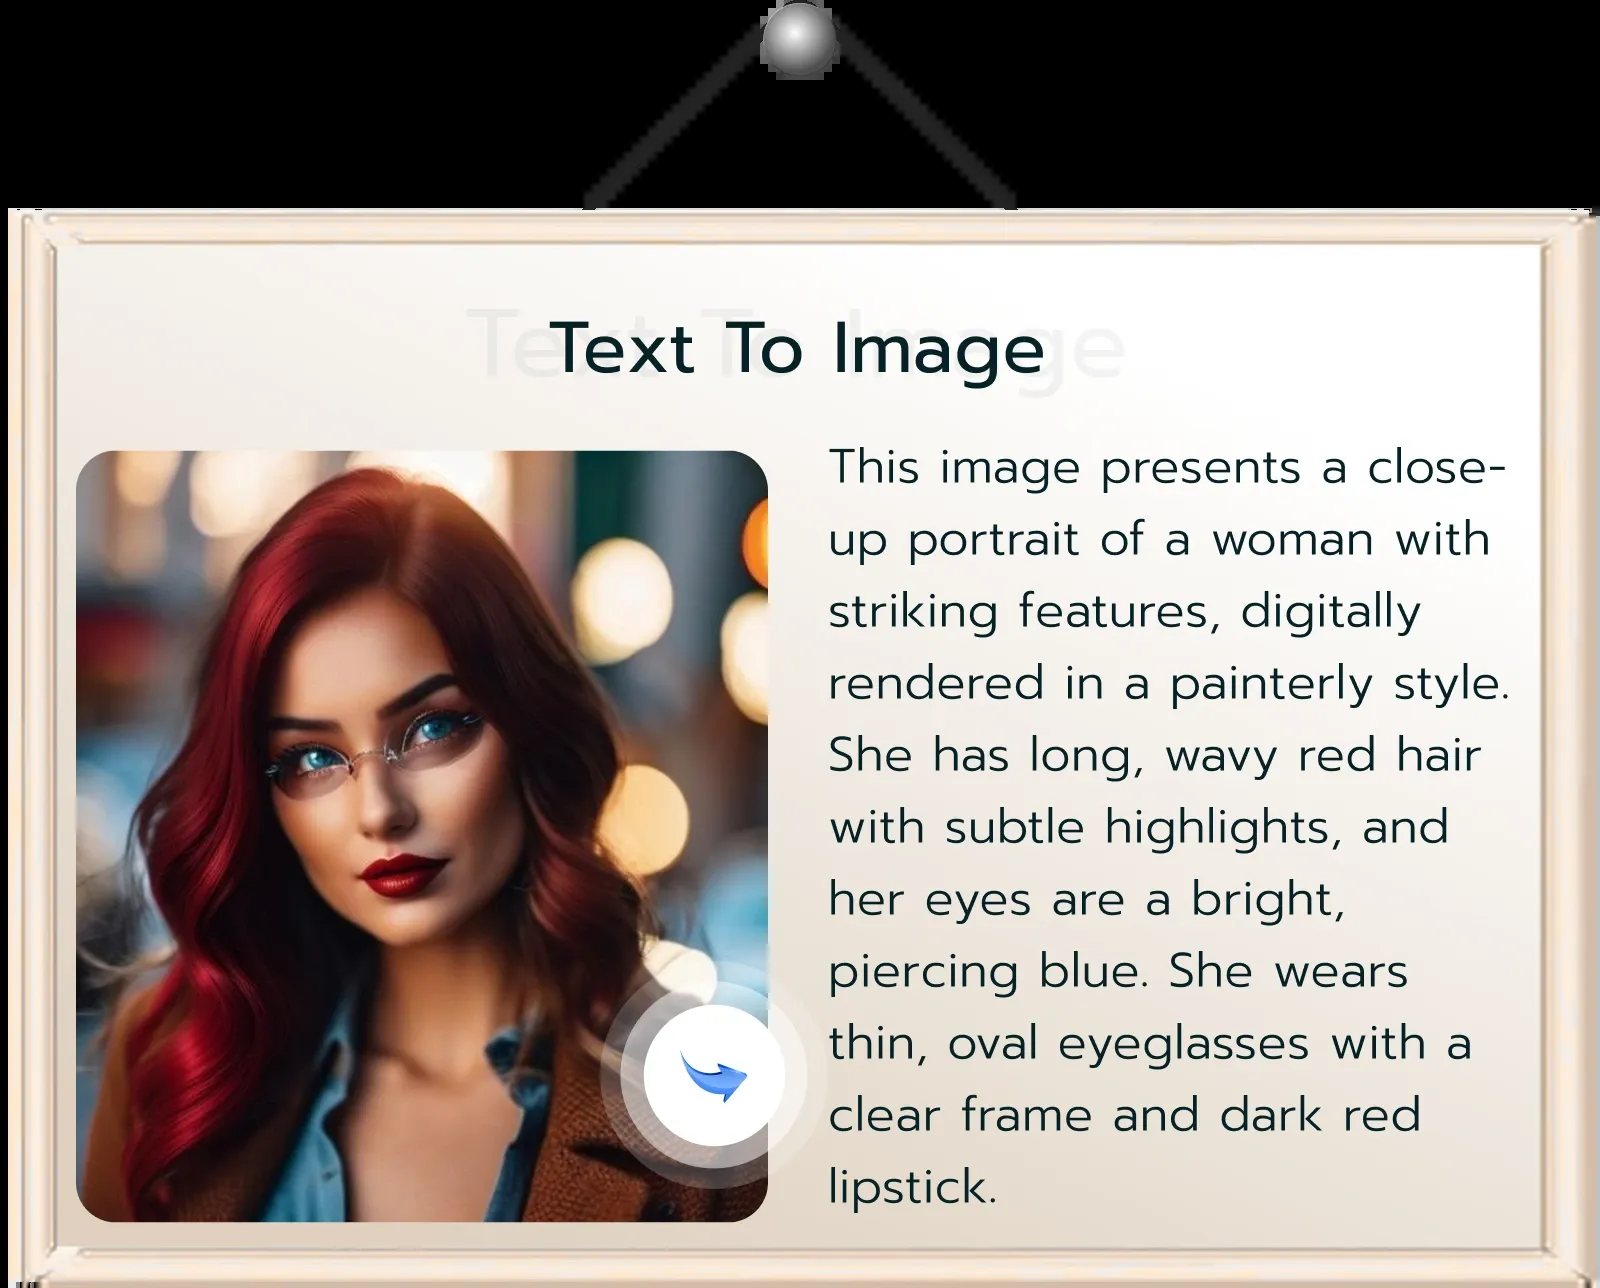 Text To Image
This image presents a close-
up portrait of a woman with
striking features, digitally
rendered in a painterly style.
She has long, wavy red hair
with subtle highlights, and
her eyes are a bright,
piercing blue. She wears
thin, oval eyeglasses with a
clear frame and dark red
lipstick.